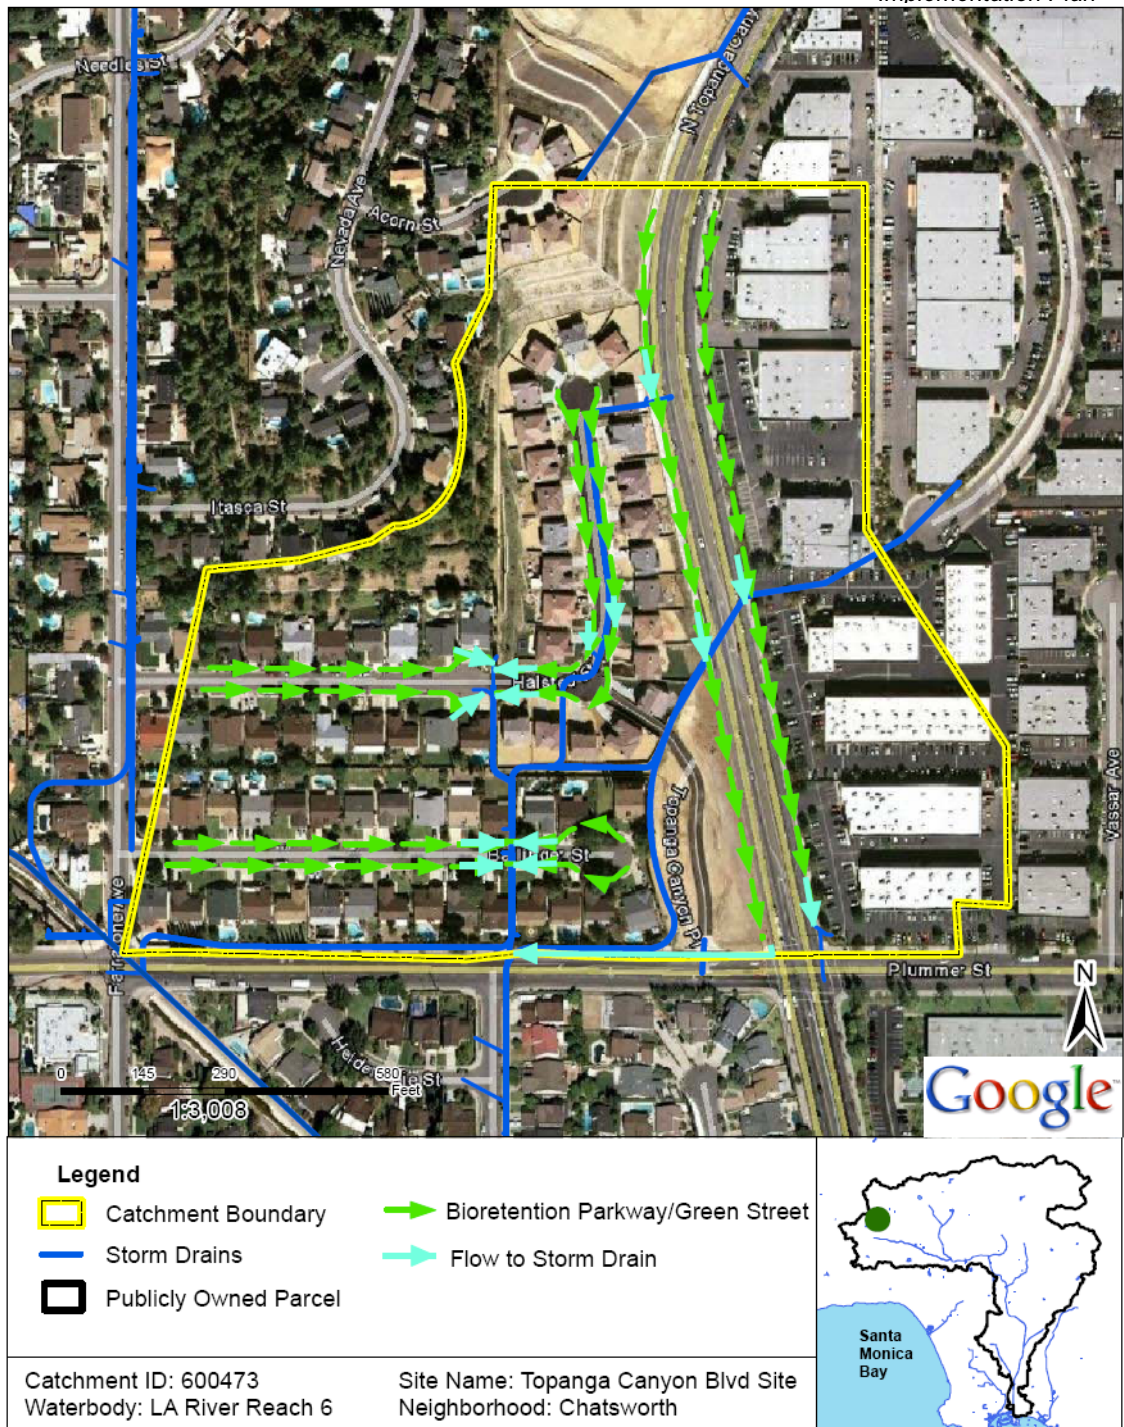 Implementation Plan
Needles St
N Topanga Canyon
Nevada Ave
Acorn St
Itasca St
Halsted St
Topanga Canyon Pl
Ballinger St
Vassar Ave
Farralone Ave
Plummer St
N
0 145 290 580
Feet
1:3,008
Google
Legend
Catchment Boundary
Storm Drains
Publicly Owned Parcel
Bioretention Parkway/Green Street
Flow to Storm Drain
Santa
Monica
Bay
Catchment ID: 600473
Waterbody: LA River Reach 6
Site Name: Topanga Canyon Blvd Site
Neighborhood: Chatsworth